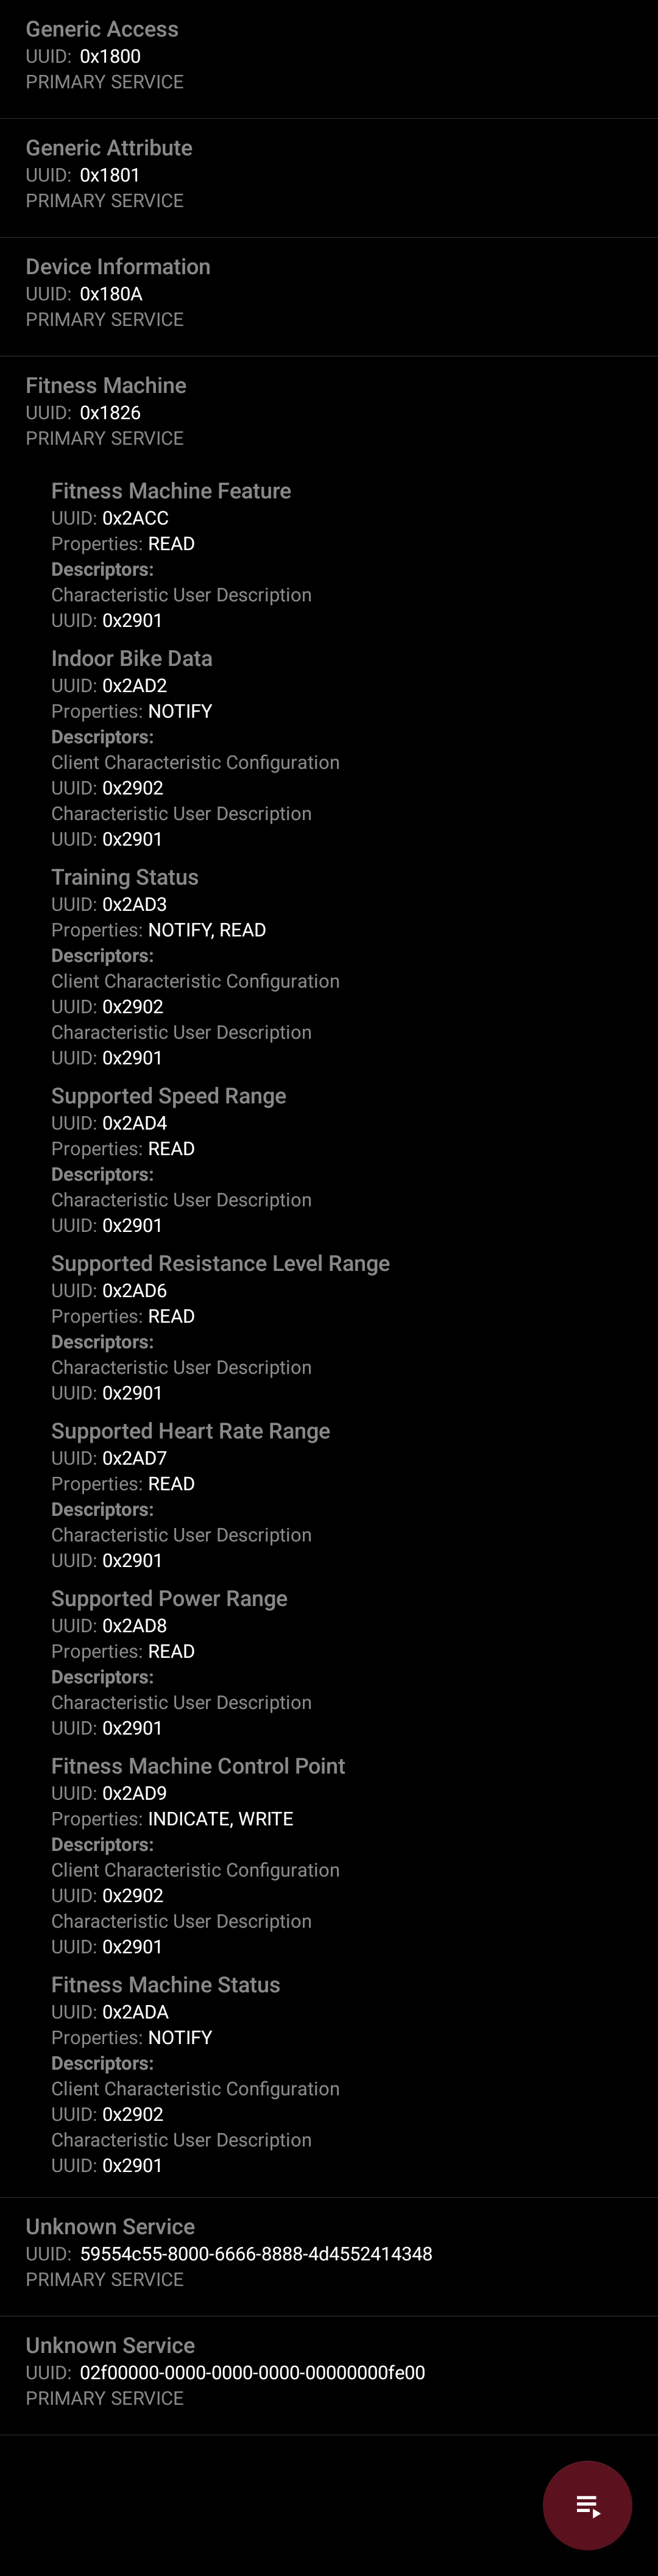 Generic Access
UUID: 0x1800
PRIMARY SERVICE
Generic Attribute
UUID: 0x1801
PRIMARY SERVICE
Device Information
UUID: 0x180A
PRIMARY SERVICE
Fitness Machine
UUID: 0x1826
PRIMARY SERVICE
Fitness Machine Feature
UUID: 0x2ACC
Properties: READ
Descriptors:
Characteristic User Description
UUID: 0x2901
Indoor Bike Data
UUID: 0x2AD2
Properties: NOTIFY
Descriptors:
Client Characteristic Configuration
UUID: 0x2902
Characteristic User Description
UUID: 0x2901
Training Status
UUID: 0x2AD3
Properties: NOTIFY, READ
Descriptors:
Client Characteristic Configuration
UUID: 0x2902
Characteristic User Description
UUID: 0x2901
Supported Speed Range
UUID: 0x2AD4
Properties: READ
Descriptors:
Characteristic User Description
UUID: 0x2901
Supported Resistance Level Range
UUID: 0x2AD6
Properties: READ
Descriptors:
Characteristic User Description
UUID: 0x2901
Supported Heart Rate Range
UUID: 0x2AD7
Properties: READ
Descriptors:
Characteristic User Description
UUID: 0x2901
Supported Power Range
UUID: 0x2AD8
Properties: READ
Descriptors:
Characteristic User Description
UUID: 0x2901
Fitness Machine Control Point
UUID: 0x2AD9
Properties: INDICATE, WRITE
Descriptors:
Client Characteristic Configuration
UUID: 0x2902
Characteristic User Description
UUID: 0x2901
Fitness Machine Status
UUID: 0x2ADA
Properties: NOTIFY
Descriptors:
Client Characteristic Configuration
UUID: 0x2902
Characteristic User Description
UUID: 0x2901
Unknown Service
UUID: 59554c55-8000-6666-8888-4d4552414348
PRIMARY SERVICE
Unknown Service
UUID: 02f00000-0000-0000-0000-00000000fe00
PRIMARY SERVICE